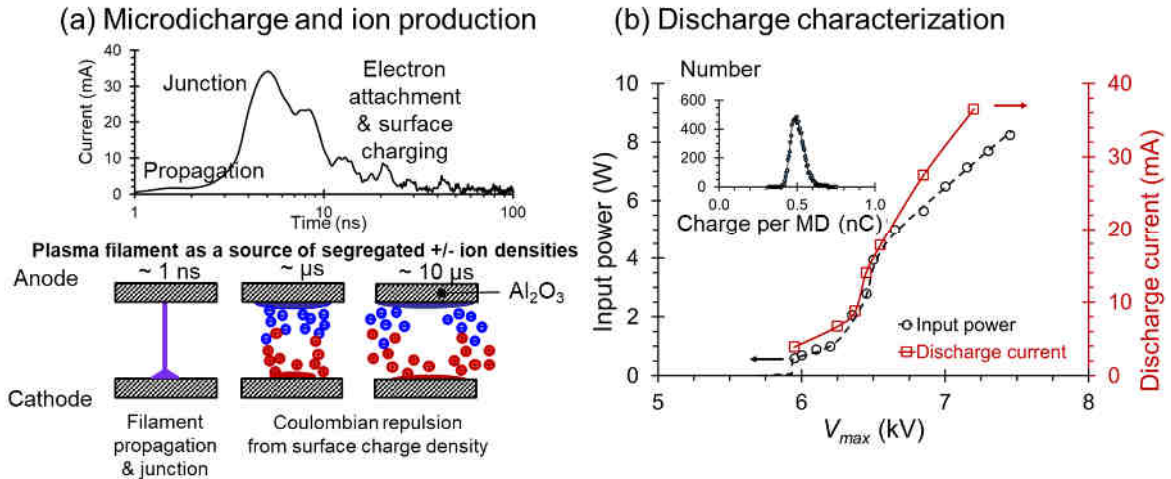 (a) Microdicharge and ion production
Current (mA)
40
30
20
10
0
Junction
Propagation
Electron
attachment
& surface
charging
1
10
100
Time (ns)
Plasma filament as a source of segregated +/- ion densities
~ 1 ns
~ μs
~ 10 μs
Anode
Al2O3
Cathode
Filament
propagation
& junction
Coulombian repulsion
from surface charge density
(b) Discharge characterization
Input power (W)
10
8
6
4
2
0
Number
600
400
200
0
0.0
0.5
1.0
Charge per MD (nC)
Input power
Discharge current
5
6
7
8
Vmax (kV)
40
30
20
10
0
Discharge current (mA)